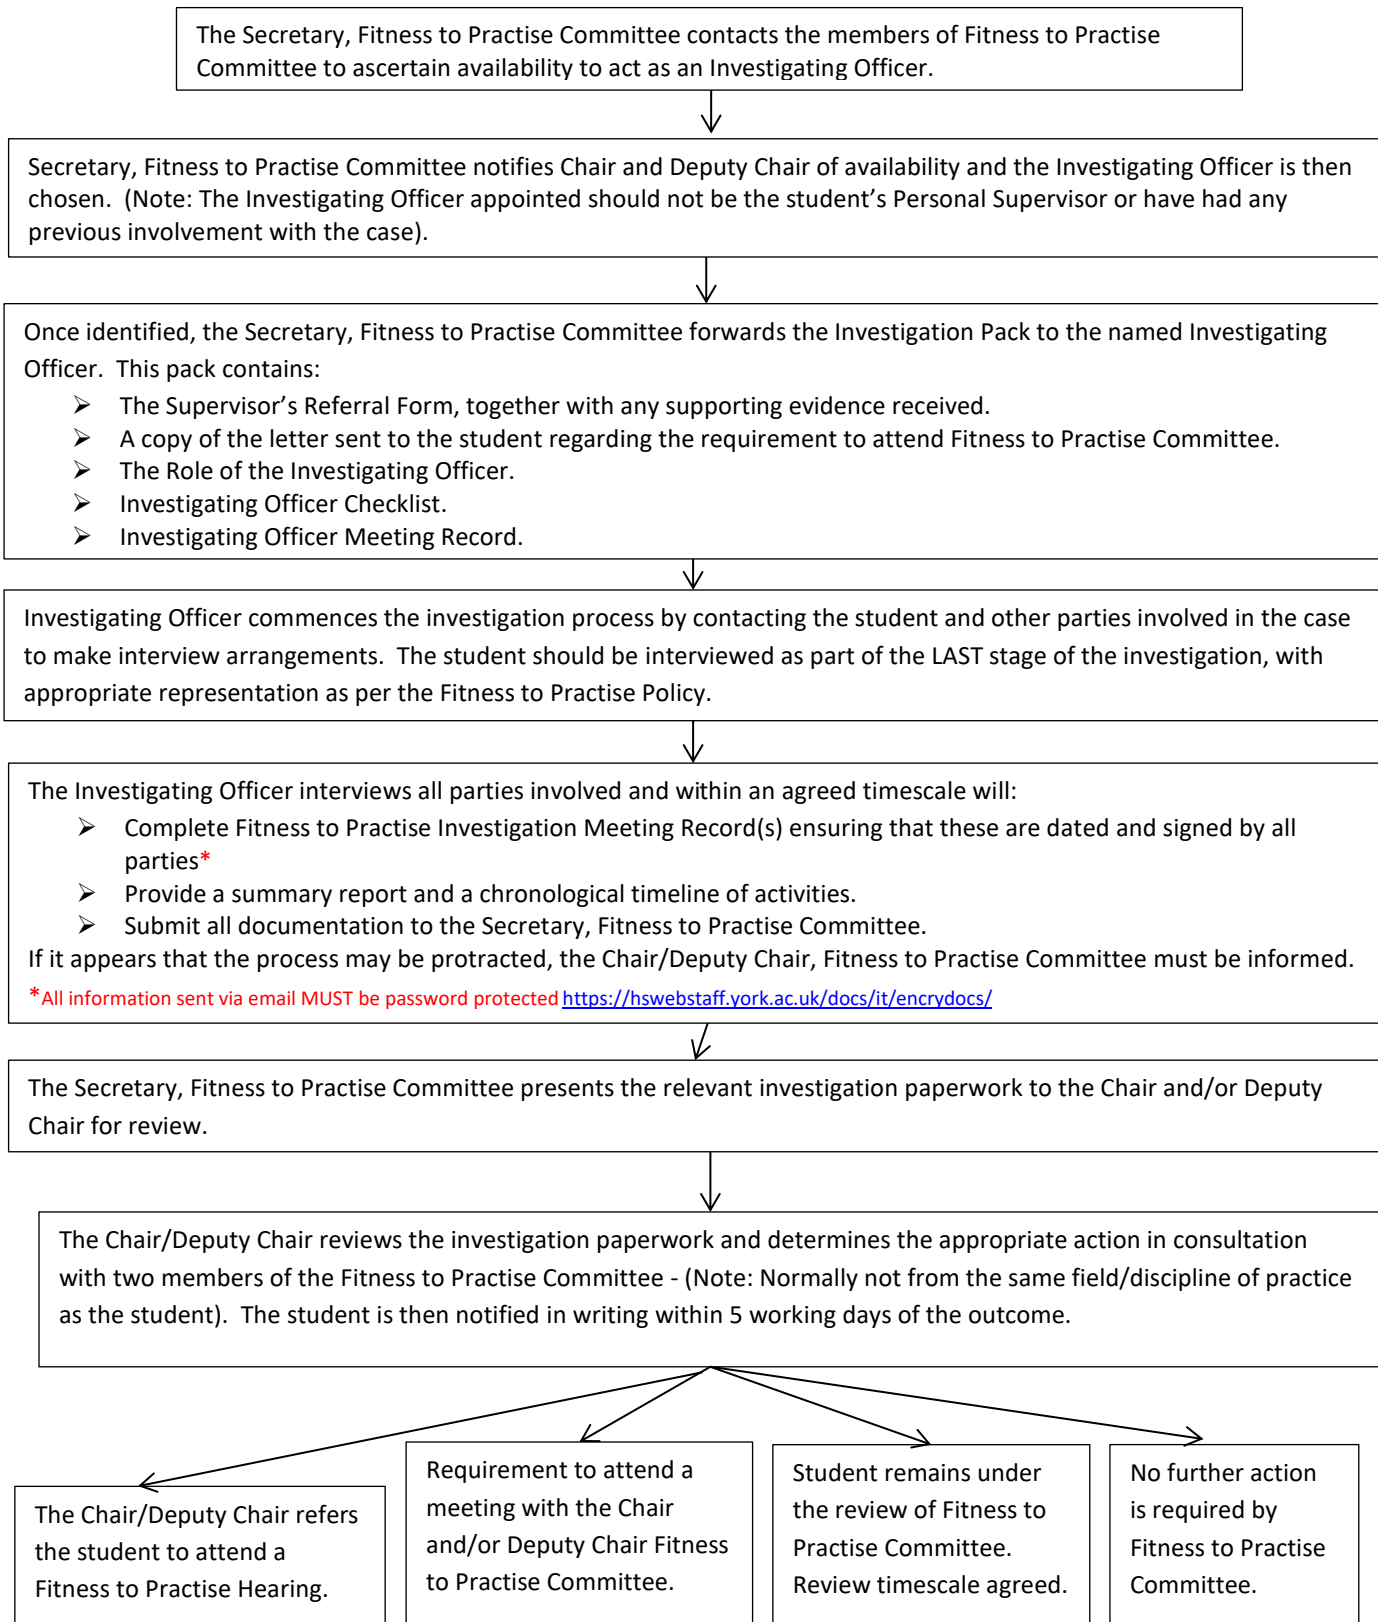 The Secretary, Fitness to Practise Committee contacts the members of Fitness to Practise
Committee to ascertain availability to act as an Investigating Officer.
Secretary, Fitness to Practise Committee notifies Chair and Deputy Chair of availability and the Investigating Officer is then
chosen.  (Note: The Investigating Officer appointed should not be the student’s Personal Supervisor or have had any
previous involvement with the case).
Once identified, the Secretary, Fitness to Practise Committee forwards the Investigation Pack to the named Investigating
Officer.  This pack contains:
➢ The Supervisor’s Referral Form, together with any supporting evidence received.
➢ A copy of the letter sent to the student regarding the requirement to attend Fitness to Practise Committee.
➢ The Role of the Investigating Officer.
➢ Investigating Officer Checklist.
➢ Investigating Officer Meeting Record.
Investigating Officer commences the investigation process by contacting the student and other parties involved in the case
to make interview arrangements.  The student should be interviewed as part of the LAST stage of the investigation, with
appropriate representation as per the Fitness to Practise Policy.
The Investigating Officer interviews all parties involved and within an agreed timescale will:
➢ Complete Fitness to Practise Investigation Meeting Record(s) ensuring that these are dated and signed by all
parties*
➢ Provide a summary report and a chronological timeline of activities.
➢ Submit all documentation to the Secretary, Fitness to Practise Committee.
If it appears that the process may be protracted, the Chair/Deputy Chair, Fitness to Practise Committee must be informed.
*All information sent via email MUST be password protected https://hswebstaff.york.ac.uk/docs/it/encrydocs/
The Secretary, Fitness to Practise Committee presents the relevant investigation paperwork to the Chair and/or Deputy
Chair for review.
The Chair/Deputy Chair reviews the investigation paperwork and determines the appropriate action in consultation
with two members of the Fitness to Practise Committee - (Note: Normally not from the same field/discipline of practice
as the student).  The student is then notified in writing within 5 working days of the outcome.
The Chair/Deputy Chair refers
the student to attend a
Fitness to Practise Hearing.
Requirement to attend a
meeting with the Chair
and/or Deputy Chair Fitness
to Practise Committee.
Student remains under
the review of Fitness to
Practise Committee.
Review timescale agreed.
No further action
is required by
Fitness to Practise
Committee.